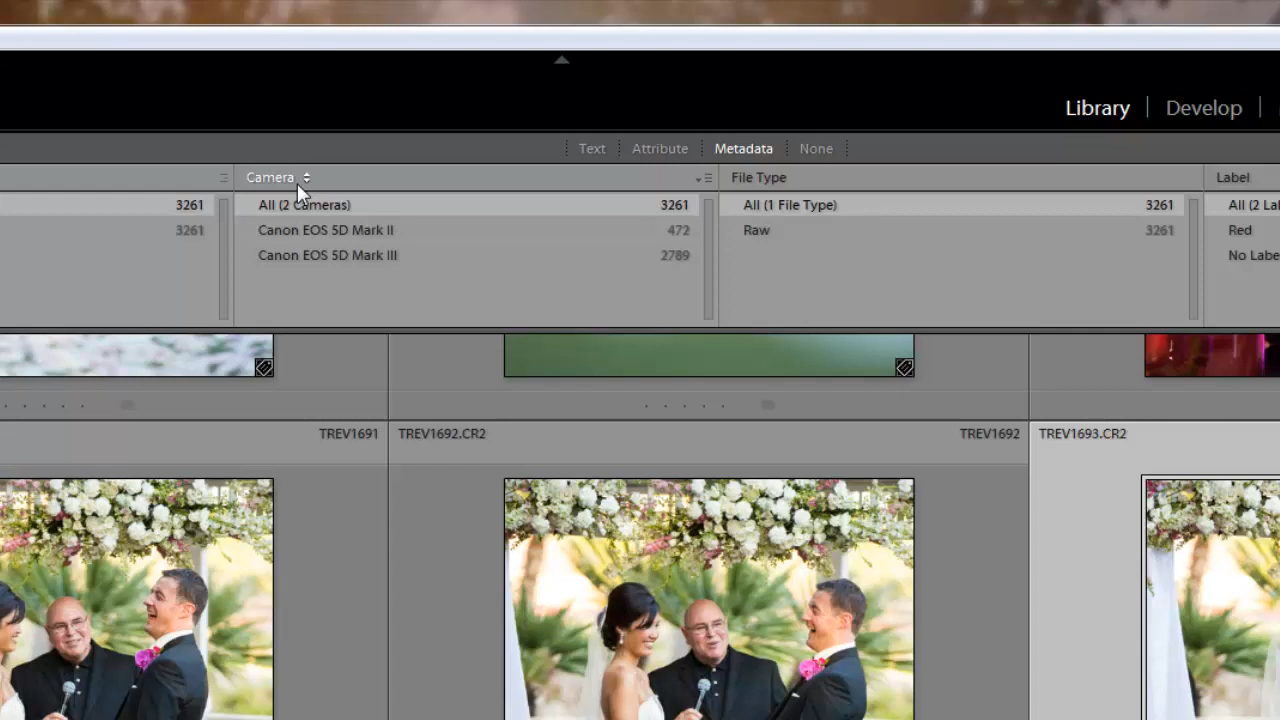 Library Develop
Text Attribute Metadata None
Camera File Type Label
3261 All (2 Cameras) 3261 All (1 File Type) 3261 All (2 La
3261 Canon EOS 5D Mark II 472 Raw 3261 Red
Canon EOS 5D Mark III 2789 No Labe
TREV1691 TREV1692.CR2 TREV1692 TREV1693.CR2